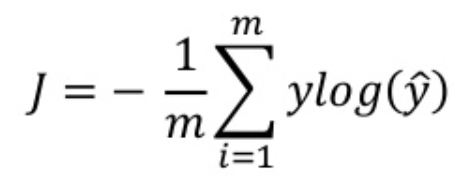 J = − 1/m ∑_{i=1}^{m} ylog(ŷ)